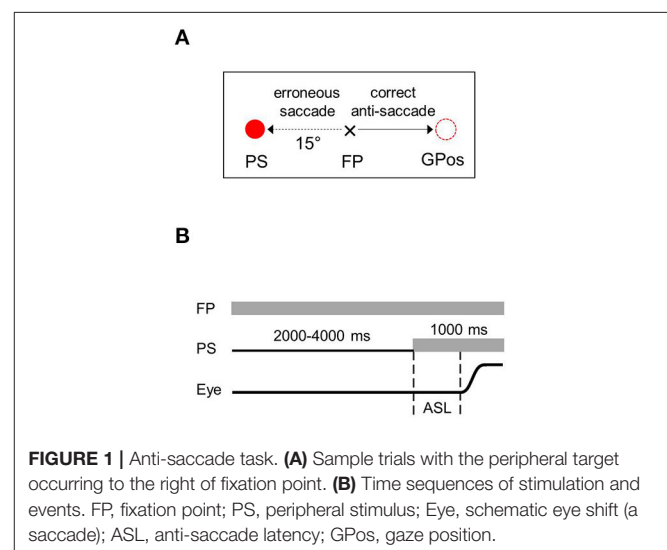 A
erroneous correct
saccade anti-saccade
15°
PS FP GPos
B
FP
2000-4000 ms 1000 ms
PS
Eye
ASL
FIGURE 1 | Anti-saccade task. (A) Sample trials with the peripheral target
occurring to the right of fixation point. (B) Time sequences of stimulation and
events. FP, fixation point; PS, peripheral stimulus; Eye, schematic eye shift (a
saccade); ASL, anti-saccade latency; GPos, gaze position.